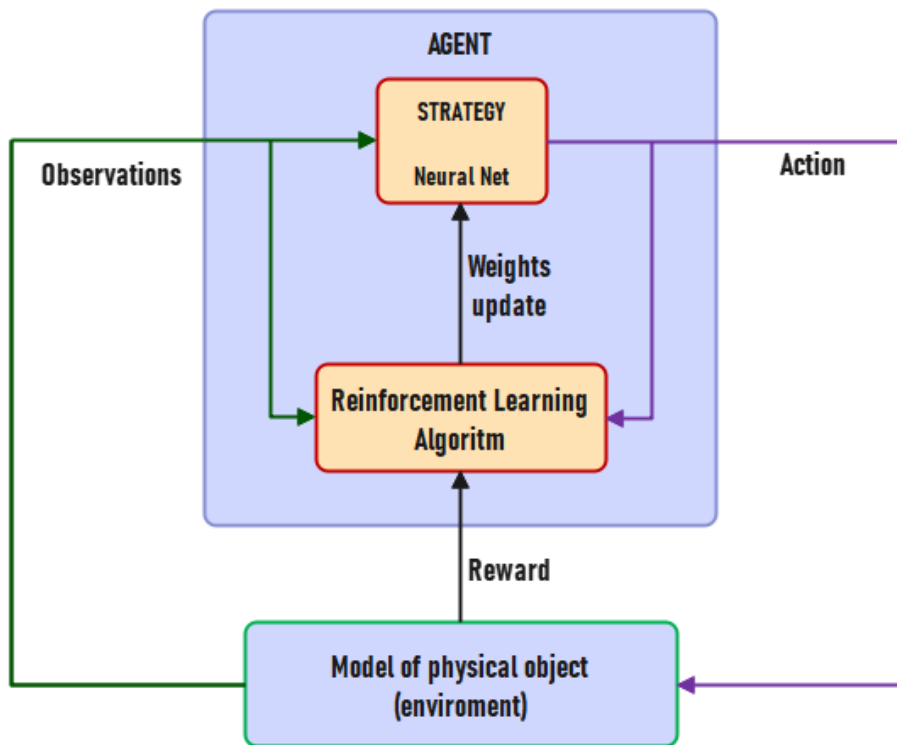 AGENT
STRATEGY
Neural Net
Observations
Action
Weights
update
Reinforcement Learning
Algoritm
Reward
Model of physical object
(enviroment)